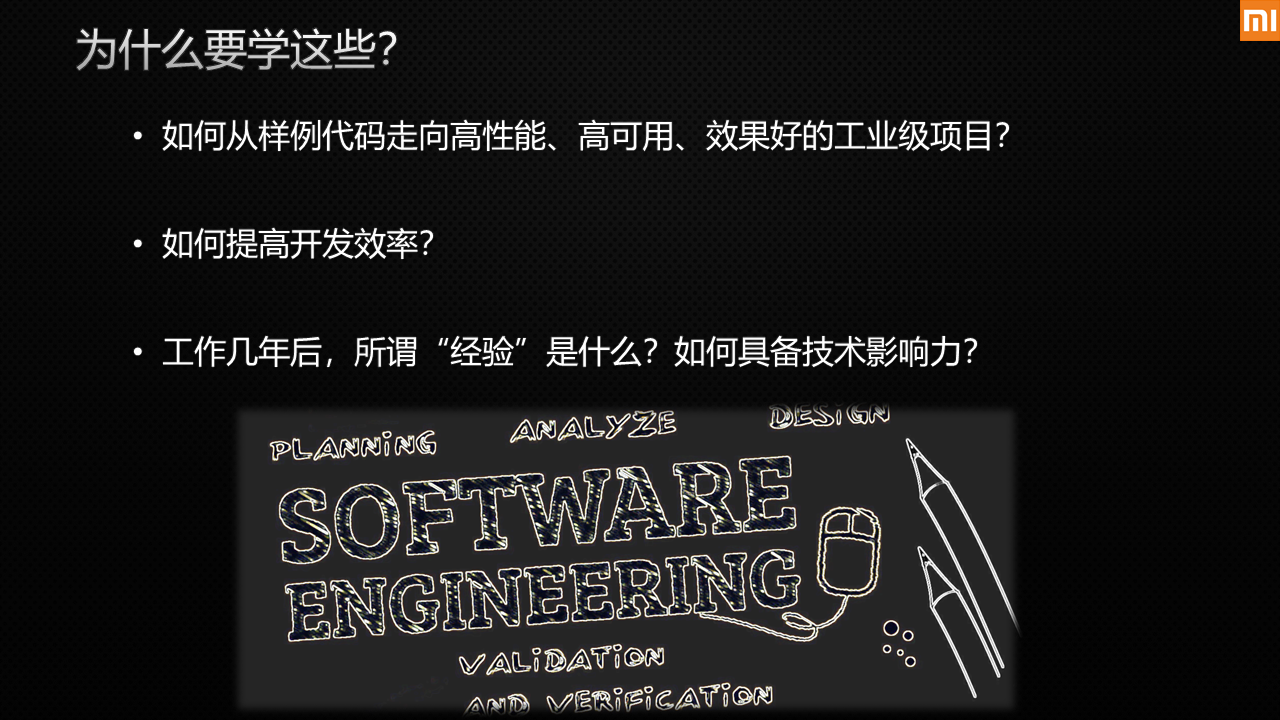 为什么要学这些？
mi
• 如何从样例代码走向高性能、高可用、效果好的工业级项目？
• 如何提高开发效率？
• 工作几年后，所谓“经验”是什么？如何具备技术影响力？
PLANNiNG
ANALYZE
DESiGN
SOFTWARE
ENGINEERING
VALiDATiON
AND VERiFiCATiON